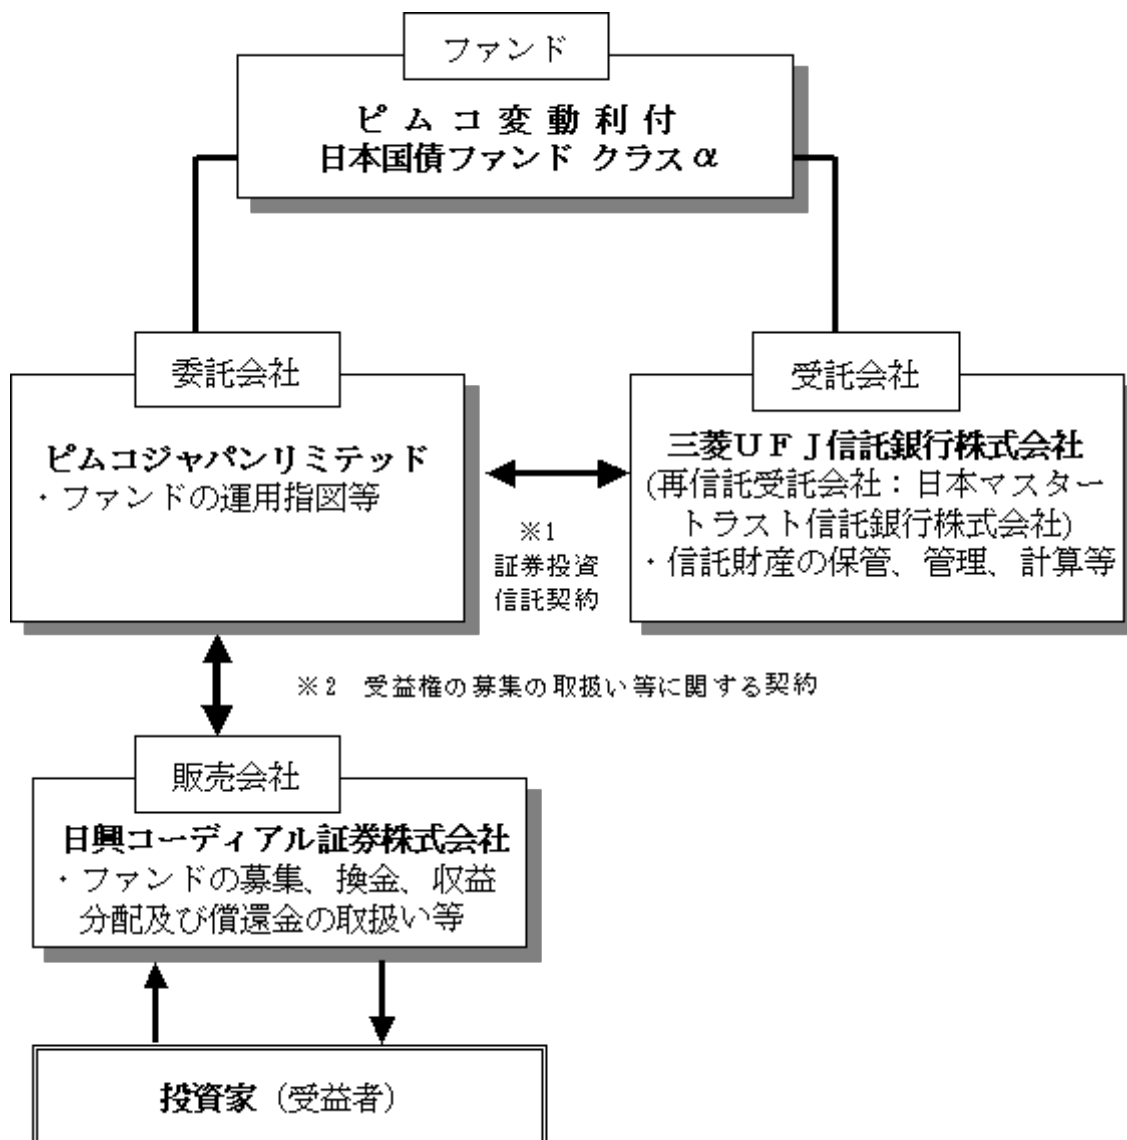 ファンド
ピムコ変動利付
日本国債ファンド クラスα
委託会社
ピムコジャパンリミテッド
・ファンドの運用指図等
受託会社
三菱UFJ信託銀行株式会社
(再信託受託会社：日本マスター
トラスト信託銀行株式会社)
・信託財産の保管、管理、計算等
※1
証券投資
信託契約
※2 受益権の募集の取扱い等に関する契約
販売会社
日興コーディアル証券株式会社
・ファンドの募集、換金、収益
分配及び償還金の取扱い等
投資家（受益者）